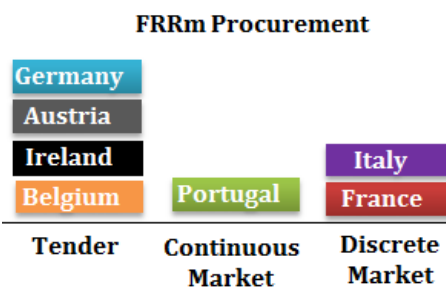 FRRm Procurement
Germany
Austria
Ireland
Belgium
Portugal
Italy
France
Tender
Continuous
Market
Discrete
Market